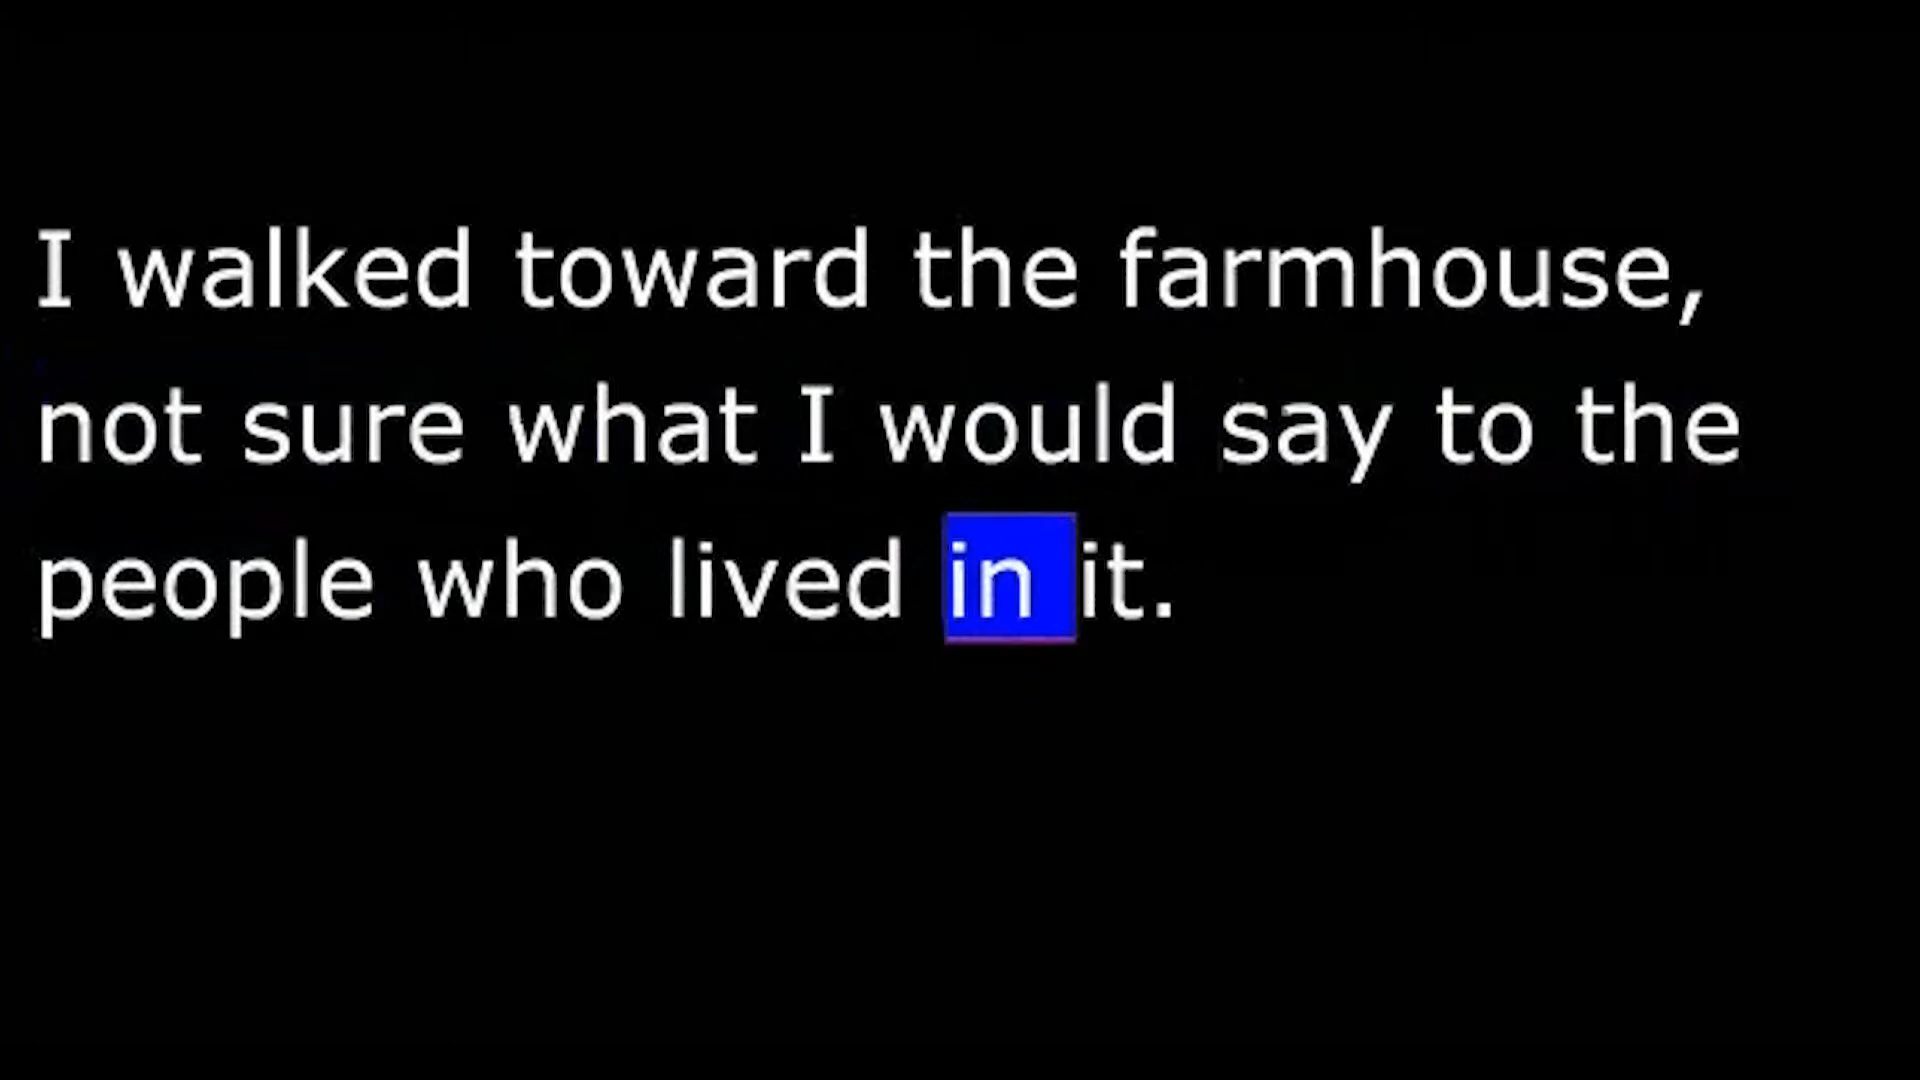 I walked toward the farmhouse,
not sure what I would say to the
people who lived in it.